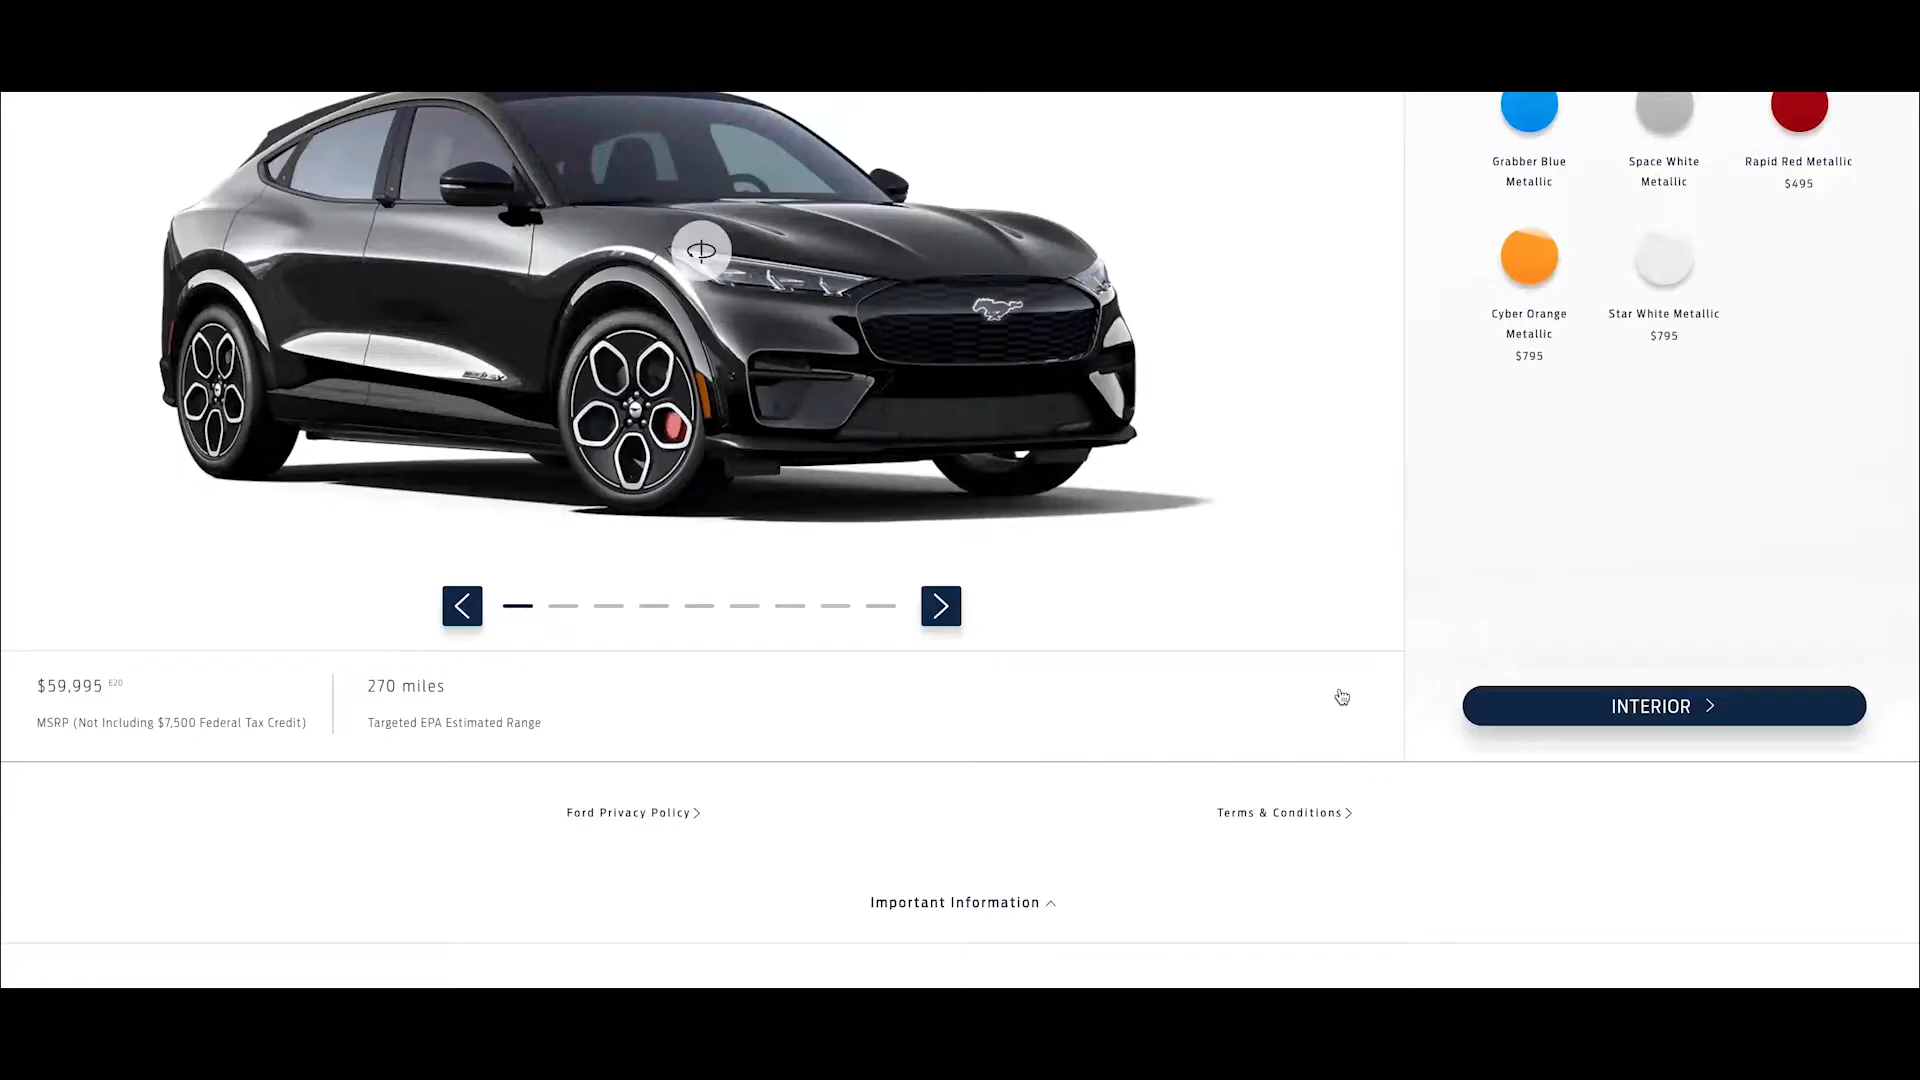 Grabber Blue
Metallic
Space White
Metallic
Rapid Red Metallic
$495
Cyber Orange
Metallic
$795
Star White Metallic
$795
$59,995 E20
MSRP (Not Including $7,500 Federal Tax Credit)
270 miles
Targeted EPA Estimated Range
INTERIOR
Ford Privacy Policy
Terms & Conditions
Important Information